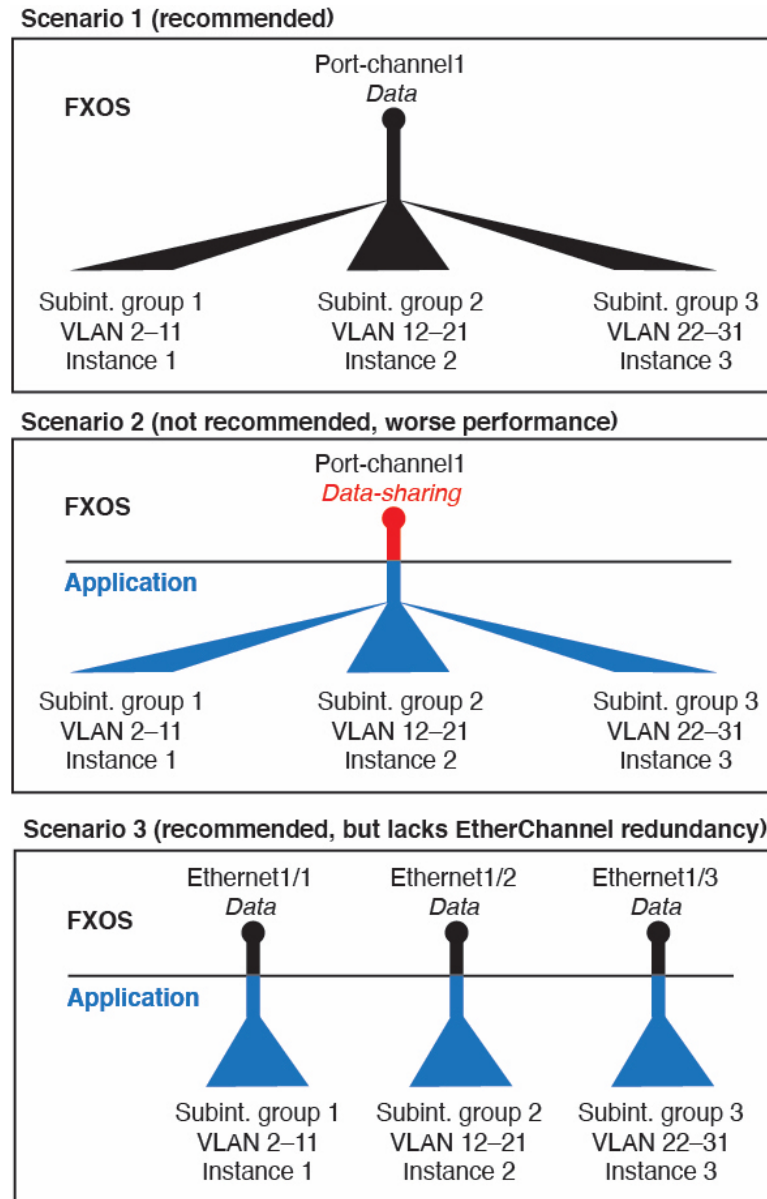 Scenario 1 (recommended)
Port-channel1
Data
FXOS
Subint. group 1
VLAN 2–11
Instance 1
Subint. group 2
VLAN 12–21
Instance 2
Subint. group 3
VLAN 22–31
Instance 3
Scenario 2 (not recommended, worse performance)
Port-channel1
Data-sharing
FXOS
Application
Subint. group 1
VLAN 2–11
Instance 1
Subint. group 2
VLAN 12–21
Instance 2
Subint. group 3
VLAN 22–31
Instance 3
Scenario 3 (recommended, but lacks EtherChannel redundancy)
Ethernet1/1
Data
Ethernet1/2
Data
Ethernet1/3
Data
FXOS
Application
Subint. group 1
VLAN 2–11
Instance 1
Subint. group 2
VLAN 12–21
Instance 2
Subint. group 3
VLAN 22–31
Instance 3